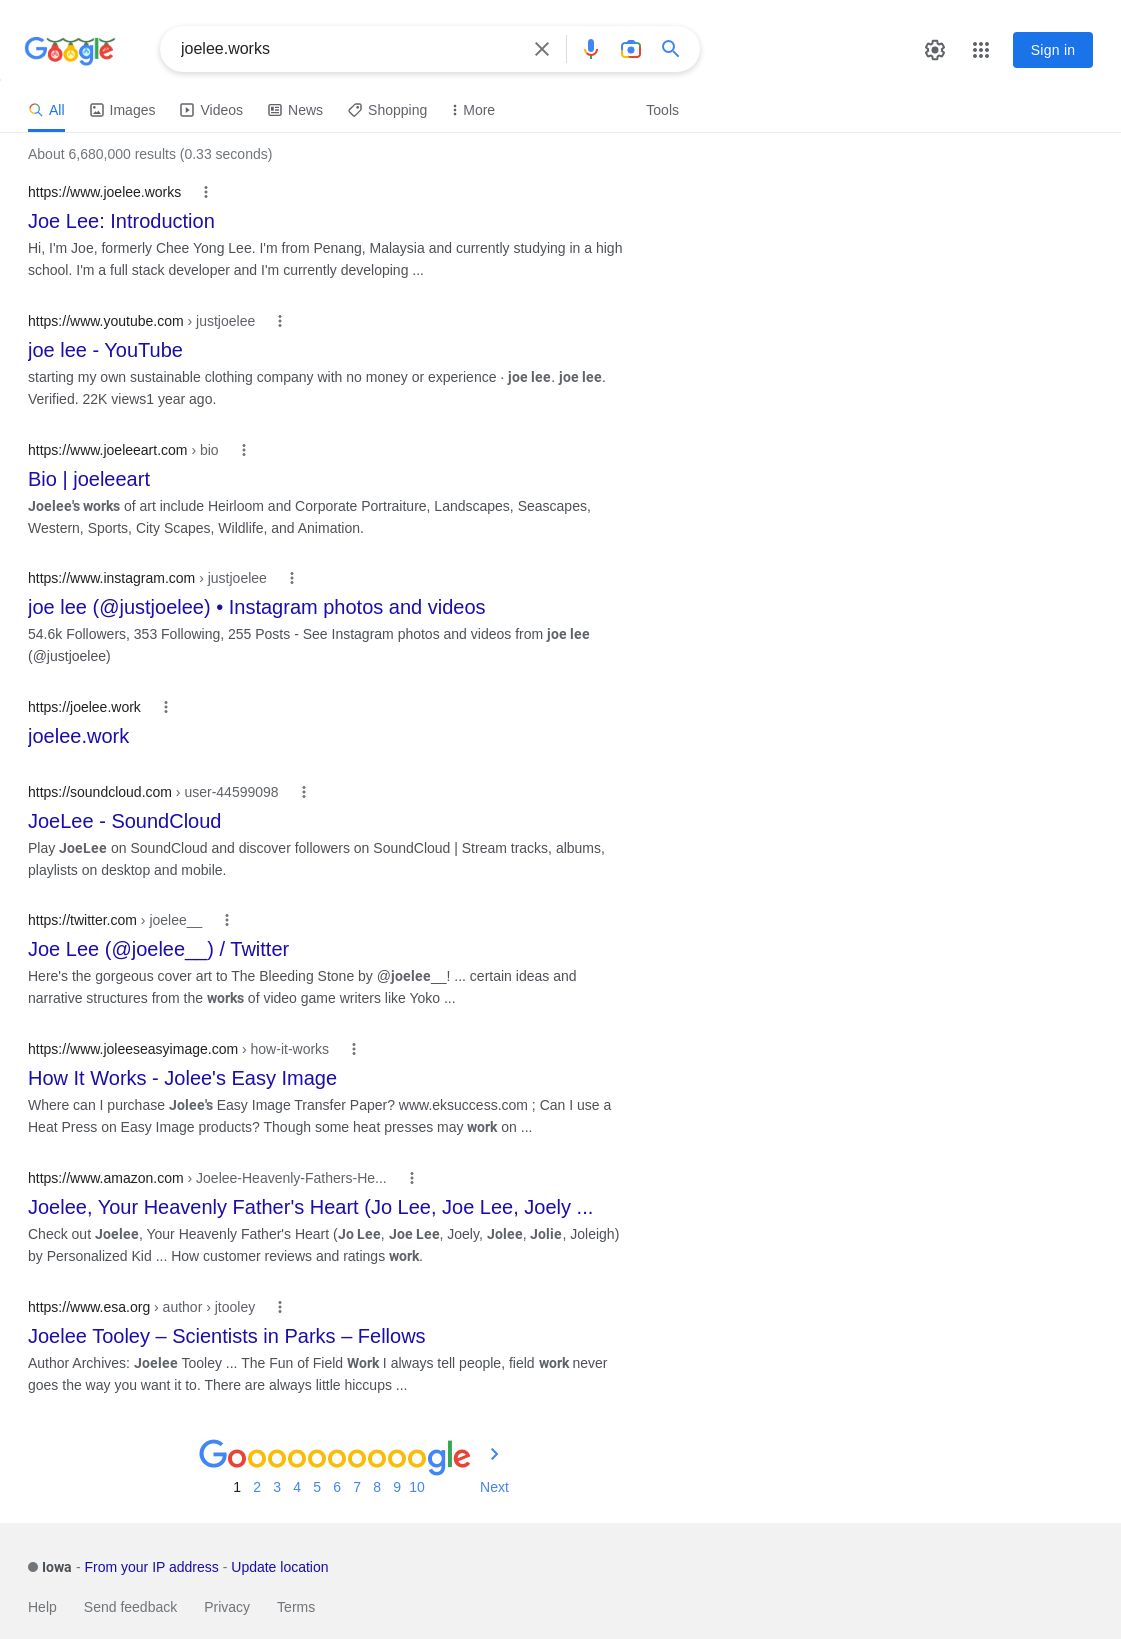 Google
joelee.works
Sign in
All Images Videos News Shopping More Tools
About 6,680,000 results (0.33 seconds)
https://www.joelee.works
Joe Lee: Introduction
Hi, I'm Joe, formerly Chee Yong Lee. I'm from Penang, Malaysia and currently studying in a high
school. I'm a full stack developer and I'm currently developing ...
https://www.youtube.com › justjoelee
joe lee - YouTube
starting my own sustainable clothing company with no money or experience · joe lee. joe lee.
Verified. 22K views1 year ago.
https://www.joeleeart.com › bio
Bio | joeleeart
Joelee's works of art include Heirloom and Corporate Portraiture, Landscapes, Seascapes,
Western, Sports, City Scapes, Wildlife, and Animation.
https://www.instagram.com › justjoelee
joe lee (@justjoelee) • Instagram photos and videos
54.6k Followers, 353 Following, 255 Posts - See Instagram photos and videos from joe lee
(@justjoelee)
https://joelee.work
joelee.work
https://soundcloud.com › user-44599098
JoeLee - SoundCloud
Play JoeLee on SoundCloud and discover followers on SoundCloud | Stream tracks, albums,
playlists on desktop and mobile.
https://twitter.com › joelee__
Joe Lee (@joelee__) / Twitter
Here's the gorgeous cover art to The Bleeding Stone by @joelee__! ... certain ideas and
narrative structures from the works of video game writers like Yoko ...
https://www.joleeseasyimage.com › how-it-works
How It Works - Jolee's Easy Image
Where can I purchase Jolee's Easy Image Transfer Paper? www.eksuccess.com ; Can I use a
Heat Press on Easy Image products? Though some heat presses may work on ...
https://www.amazon.com › Joelee-Heavenly-Fathers-He...
Joelee, Your Heavenly Father's Heart (Jo Lee, Joe Lee, Joely ...
Check out Joelee, Your Heavenly Father's Heart (Jo Lee, Joe Lee, Joely, Jolee, Jolie, Joleigh)
by Personalized Kid ... How customer reviews and ratings work.
https://www.esa.org › author › jtooley
Joelee Tooley – Scientists in Parks – Fellows
Author Archives: Joelee Tooley ... The Fun of Field Work I always tell people, field work never
goes the way you want it to. There are always little hiccups ...
Goooooooooogle
1 2 3 4 5 6 7 8 9 10 Next
Iowa - From your IP address - Update location
Help Send feedback Privacy Terms